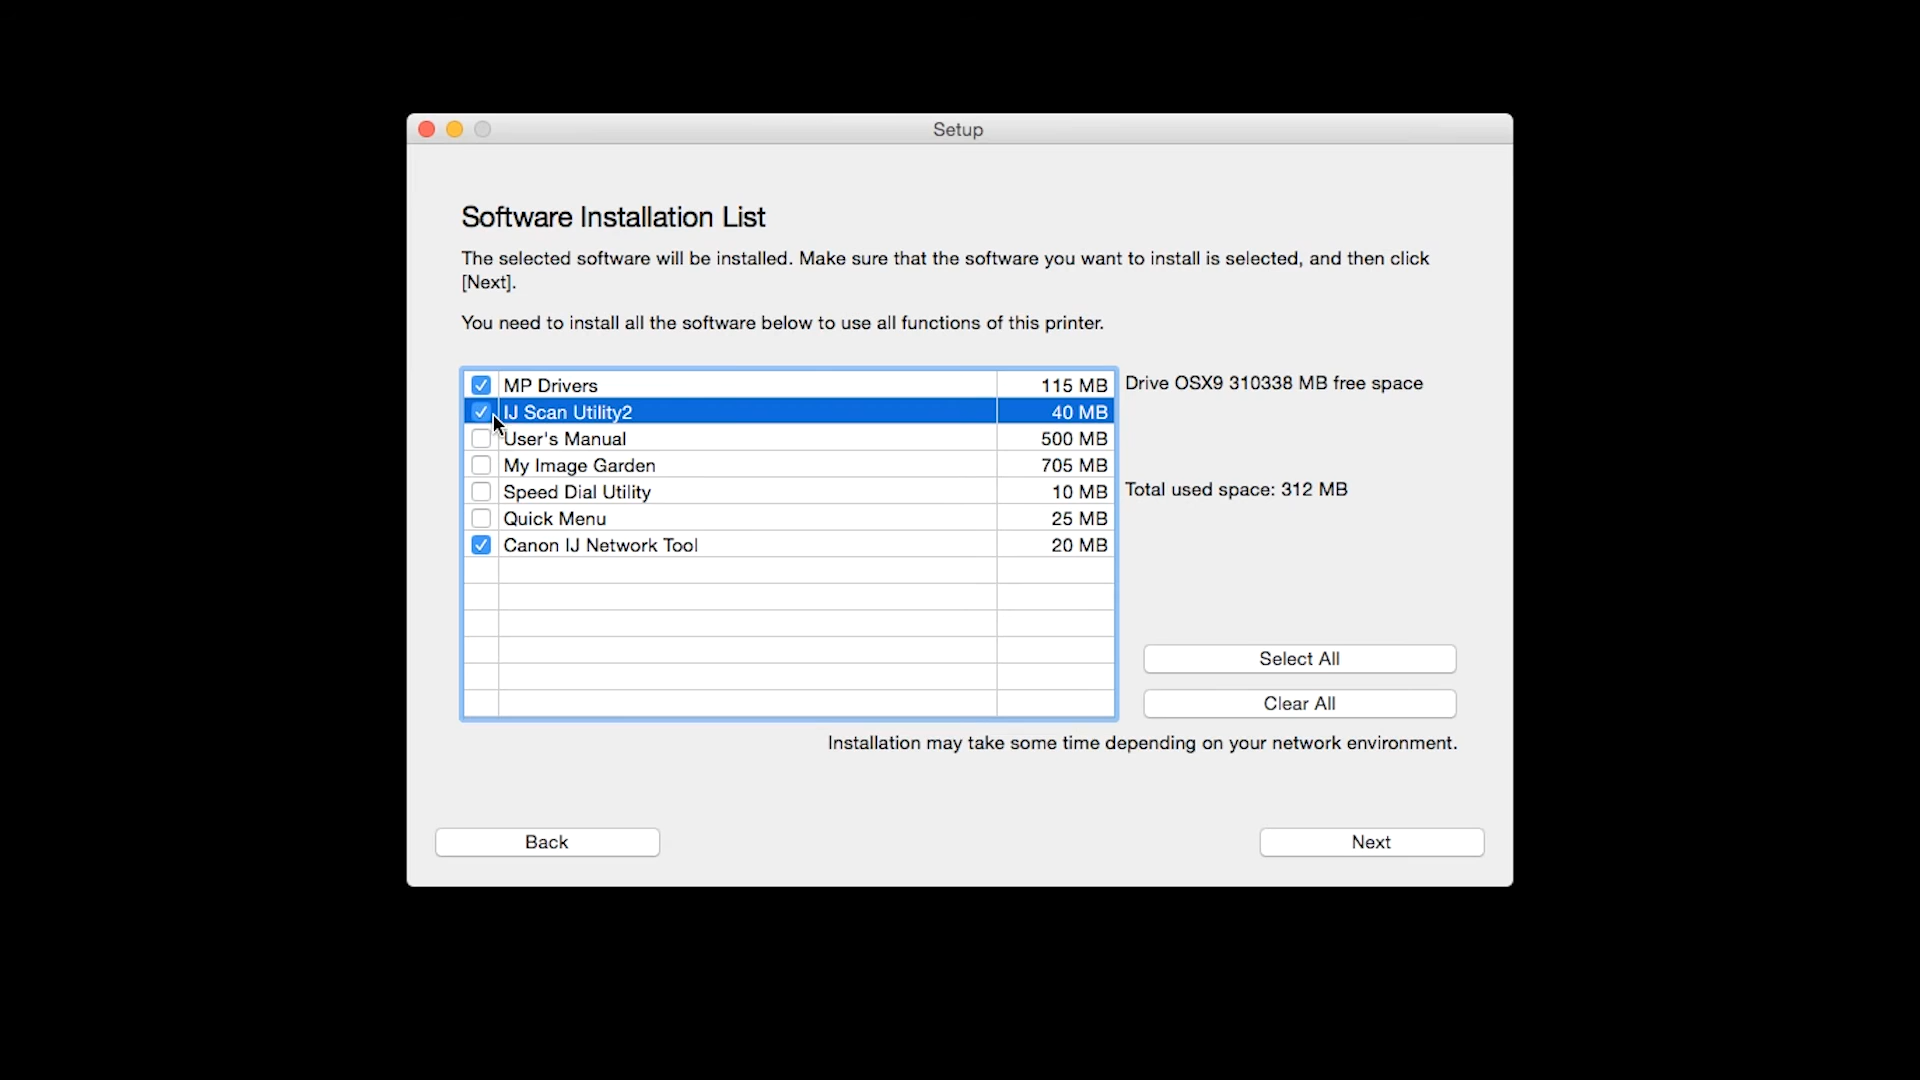 Setup
Software Installation List
The selected software will be installed. Make sure that the software you want to install is selected, and then click
[Next].
You need to install all the software below to use all functions of this printer.
MP Drivers 115 MB
IJ Scan Utility2 40 MB
User's Manual 500 MB
My Image Garden 705 MB
Speed Dial Utility 10 MB
Quick Menu 25 MB
Canon IJ Network Tool 20 MB
Drive OSX9 310338 MB free space
Total used space: 312 MB
Select All
Clear All
Installation may take some time depending on your network environment.
Back
Next